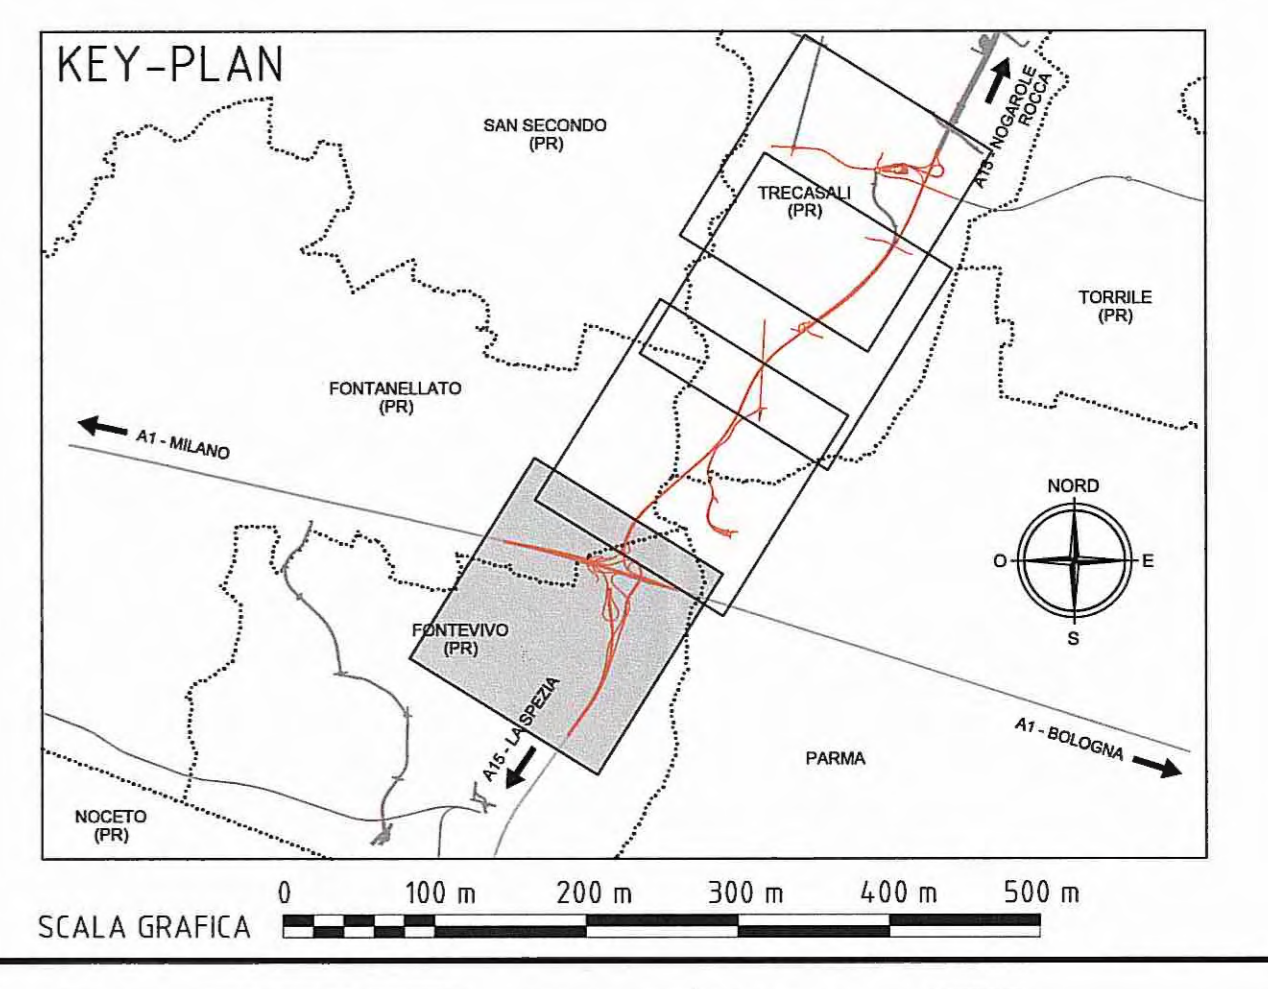 KEY-PLAN
SAN SECONDO
(PR)
A15 - NOGAROLE
ROCCA
TRECASALI
(PR)
TORRILE
(PR)
FONTANELLATO
(PR)
A1 - MILANO
NORD
O
E
S
FONTEVIVO
(PR)
A15 - LA SPEZIA
A1 - BOLOGNA
PARMA
NOCETO
(PR)
0 100 m 200 m 300 m 400 m 500 m
SCALA GRAFICA